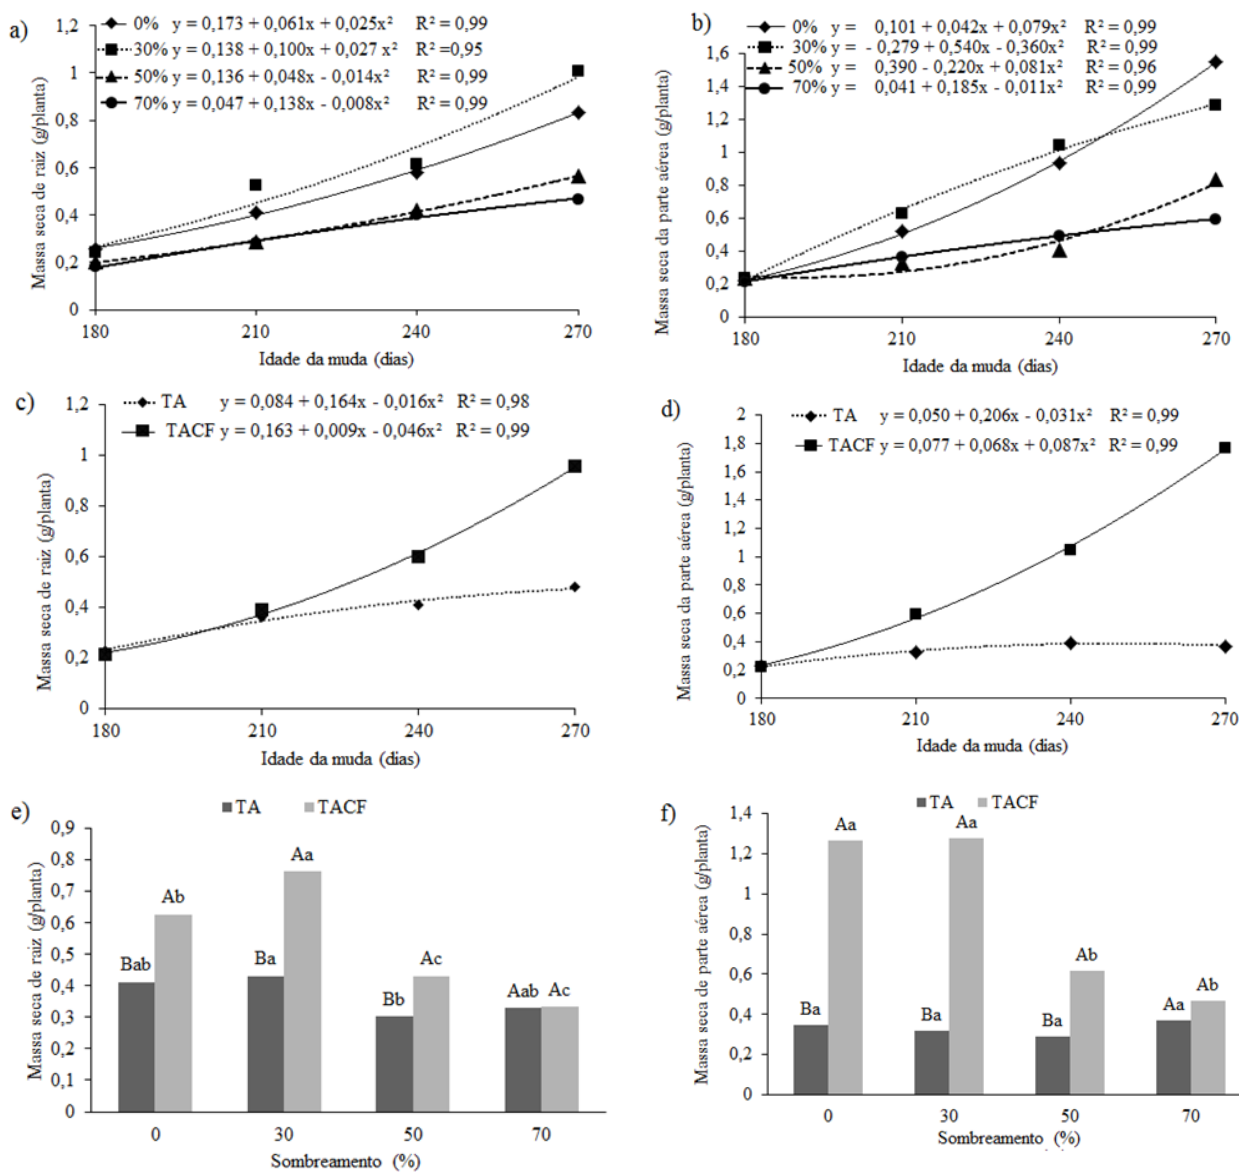 a)
0% y = 0,173 + 0,061x + 0,025x² R² = 0,99
30% y = 0,138 + 0,100x + 0,027 x² R² =0,95
50% y = 0,136 + 0,048x – 0,014x² R² = 0,99
70% y = 0,047 + 0,138x – 0,008x² R² = 0,99
Massa seca de raiz (g/planta)
1,2
1
0,8
0,6
0,4
0,2
0
180 210 240 270
Idade da muda (dias)
b)
0% y = 0,101 + 0,042x + 0,079x² R² = 0,99
30% y = - 0,279 + 0,540x – 0,360x² R² = 0,99
50% y = 0,390 - 0,220x + 0,081x² R² = 0,96
70% y = 0,041 + 0,185x – 0,011x² R² = 0,99
Massa seca da parte aérea (g/planta)
1,6
1,4
1,2
1
0,8
0,6
0,4
0,2
0
180 210 240 270
Idade da muda (dias)
c)
TA y = 0,084 + 0,164x - 0,016x² R² = 0,98
TACF y = 0,163 + 0,009x – 0,046x² R² = 0,99
Massa seca de raiz (g/planta)
1,2
1
0,8
0,6
0,4
0,2
0
180 210 240 270
Idade da muda (dias)
d)
TA y = 0,050 + 0,206x – 0,031x² R² = 0,99
TACF y = 0,077 + 0,068x + 0,087x² R² = 0,99
Massa seca da parte aérea (g/planta)
2
1,8
1,6
1,4
1,2
1
0,8
0,6
0,4
0,2
0
180 210 240 270
Idade da muda (dias)
e)
TA TACF
Massa seca de raiz (g/planta)
0,9
0,8
0,7
0,6
0,5
0,4
0,3
0,2
0,1
0
Bab Ab Ba Aa Bb Ac Aab Ac
0 30 50 70
Sombreamento (%)
f)
TA TACF
Massa seca de parte aérea (g/planta)
1,4
1,2
1
0,8
0,6
0,4
0,2
0
Ba Aa Ba Aa Ba Ab Aa Ab
0 30 50 70
Sombreamento (%)